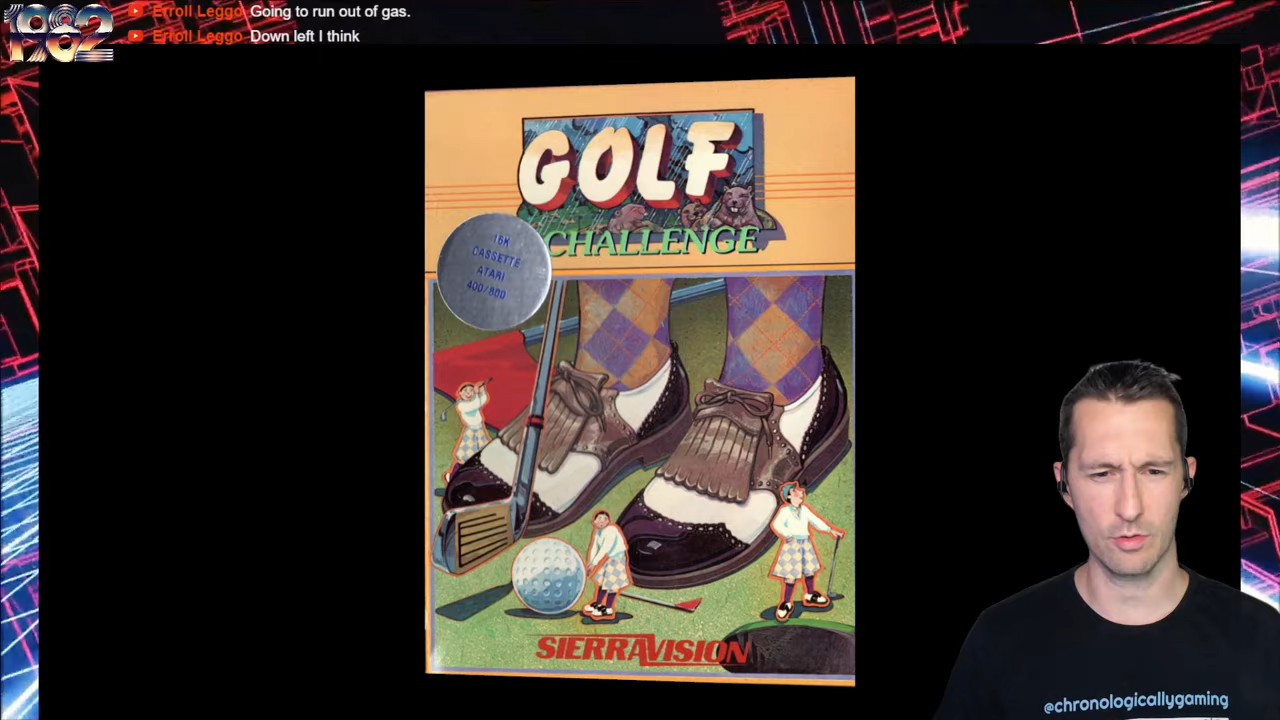 1982
Erroll Leggo Going to run out of gas.
Erroll Leggo Down left I think
GOLF
CHALLENGE
16K
CASSETTE
ATARI
400/800
SIERRAVISION
@chronologicallygaming